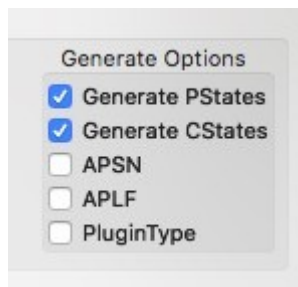 Generate Options
Generate PStates
Generate CStates
APSN
APLF
PluginType